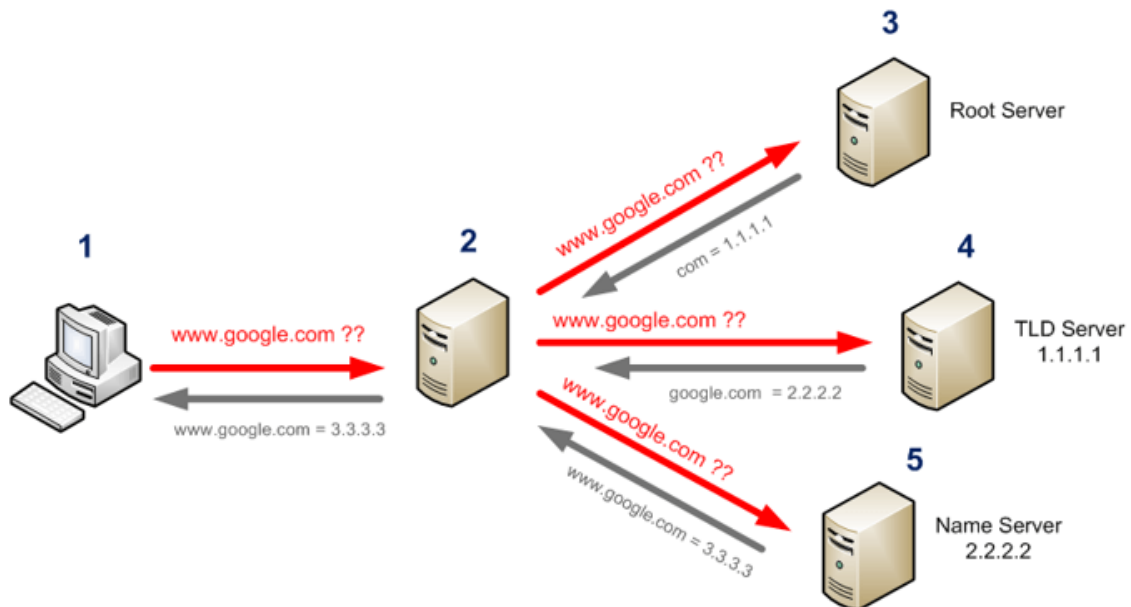 3
Root Server
www.google.com ??
com = 1.1.1.1
1
2
4
www.google.com ??
www.google.com = 3.3.3.3
www.google.com ??
google.com = 2.2.2.2
TLD Server
1.1.1.1
5
www.google.com ??
www.google.com = 3.3.3.3
Name Server
2.2.2.2